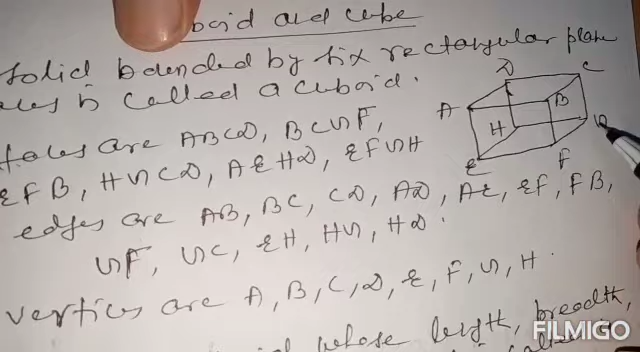 boid and cube
solid bounded by six rectangular plane
is called a cuboid.
faces are ABCD, BCGF,
EFB, HGCD, AEHD, EFGH
edges are AB, BC, CD, AD, AE, EF, FB,
GF, GC, EH, HG, HD.
vertices are A, B, C, D, E, F, G, H.
whose length, breadth,
D
C
A
B
H
G
E
F
FILMIGO